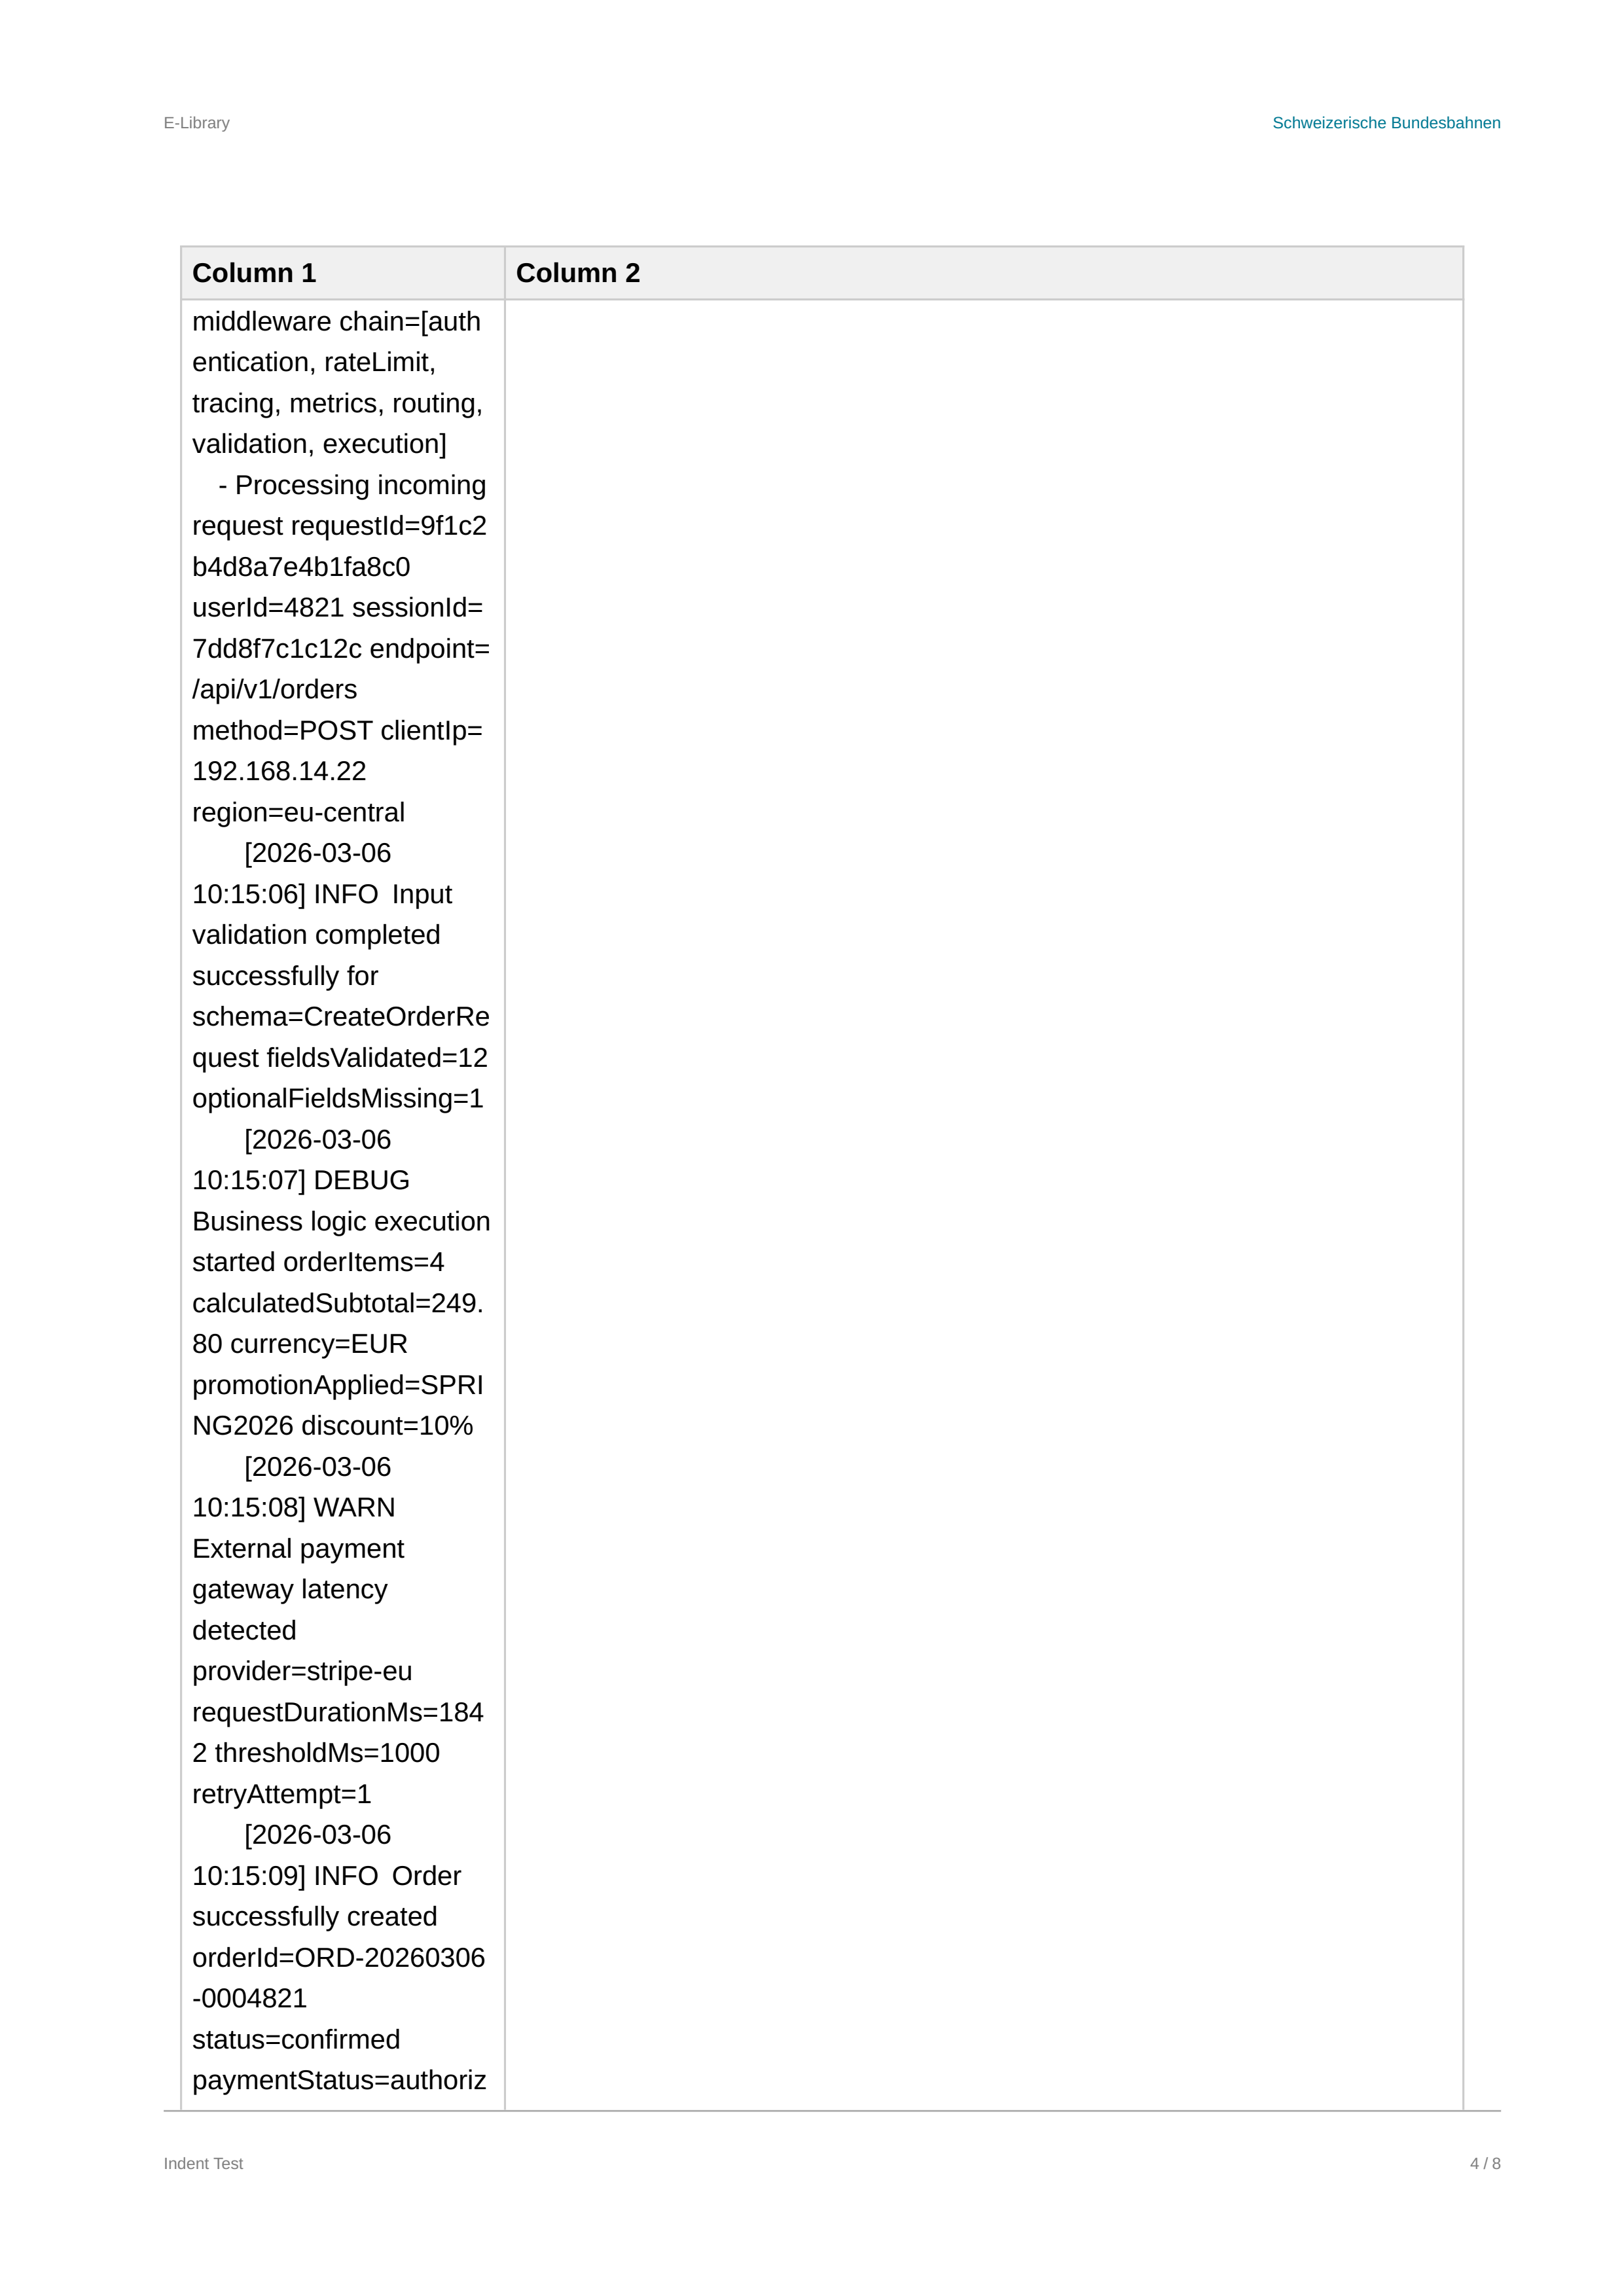 E-Library
Schweizerische Bundesbahnen
Column 1
Column 2
middleware chain=[auth
entication, rateLimit,
tracing, metrics, routing,
validation, execution]
- Processing incoming
request requestId=9f1c2
b4d8a7e4b1fa8c0
userId=4821 sessionId=
7dd8f7c1c12c endpoint=
/api/v1/orders
method=POST clientIp=
192.168.14.22
region=eu-central
[2026-03-06
10:15:06] INFO  Input
validation completed
successfully for
schema=CreateOrderRe
quest fieldsValidated=12
optionalFieldsMissing=1
[2026-03-06
10:15:07] DEBUG
Business logic execution
started orderItems=4
calculatedSubtotal=249.
80 currency=EUR
promotionApplied=SPRI
NG2026 discount=10%
[2026-03-06
10:15:08] WARN
External payment
gateway latency
detected
provider=stripe-eu
requestDurationMs=184
2 thresholdMs=1000
retryAttempt=1
[2026-03-06
10:15:09] INFO  Order
successfully created
orderId=ORD-20260306
-0004821
status=confirmed
paymentStatus=authoriz
Indent Test
4 / 8